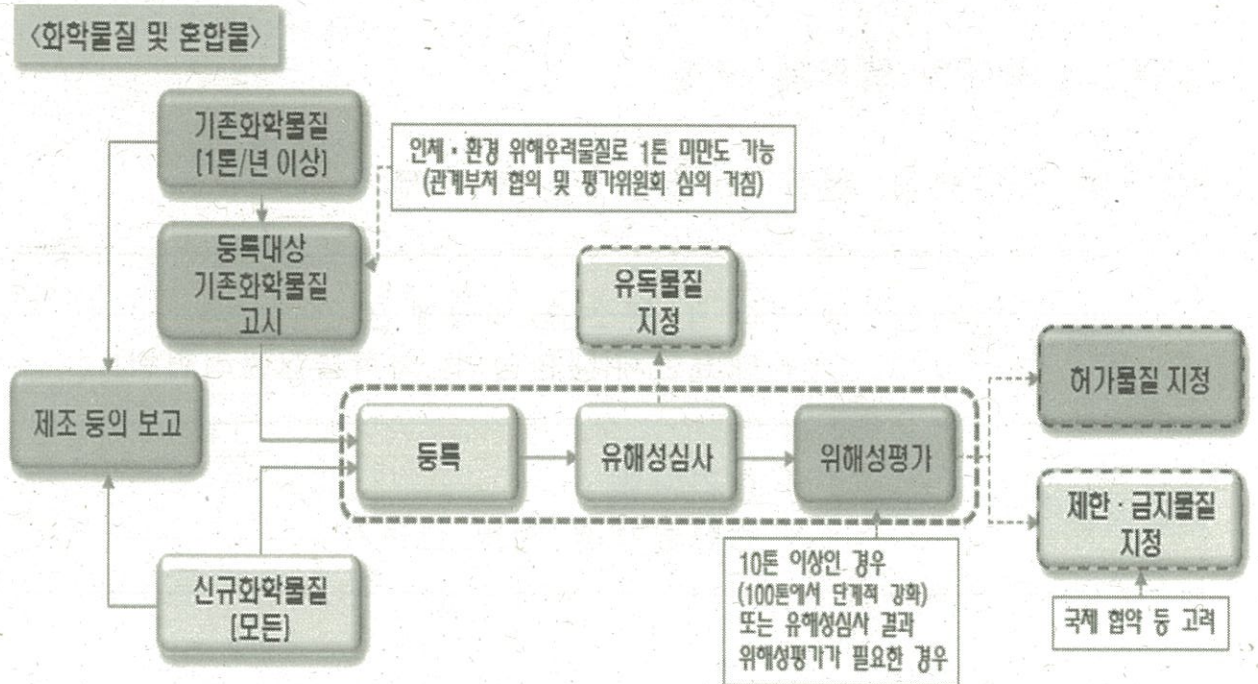 <화학물질 및 혼합물>
기존화학물질
[1톤/년 이상]
인체·환경 위해우려물질로 1톤 미만도 가능
(관계부처 협의 및 평가위원회 심의 거침)
등록대상
기존화학물질
고시
유독물질
지정
허가물질 지정
제조 등의 보고
등록
유해성심사
위해성평가
제한·금지물질
지정
신규화학물질
[모든]
10톤 이상인 경우
(100톤에서 단계적 강화)
또는 유해성심사 결과
위해성평가가 필요한 경우
국제 협약 등 고려